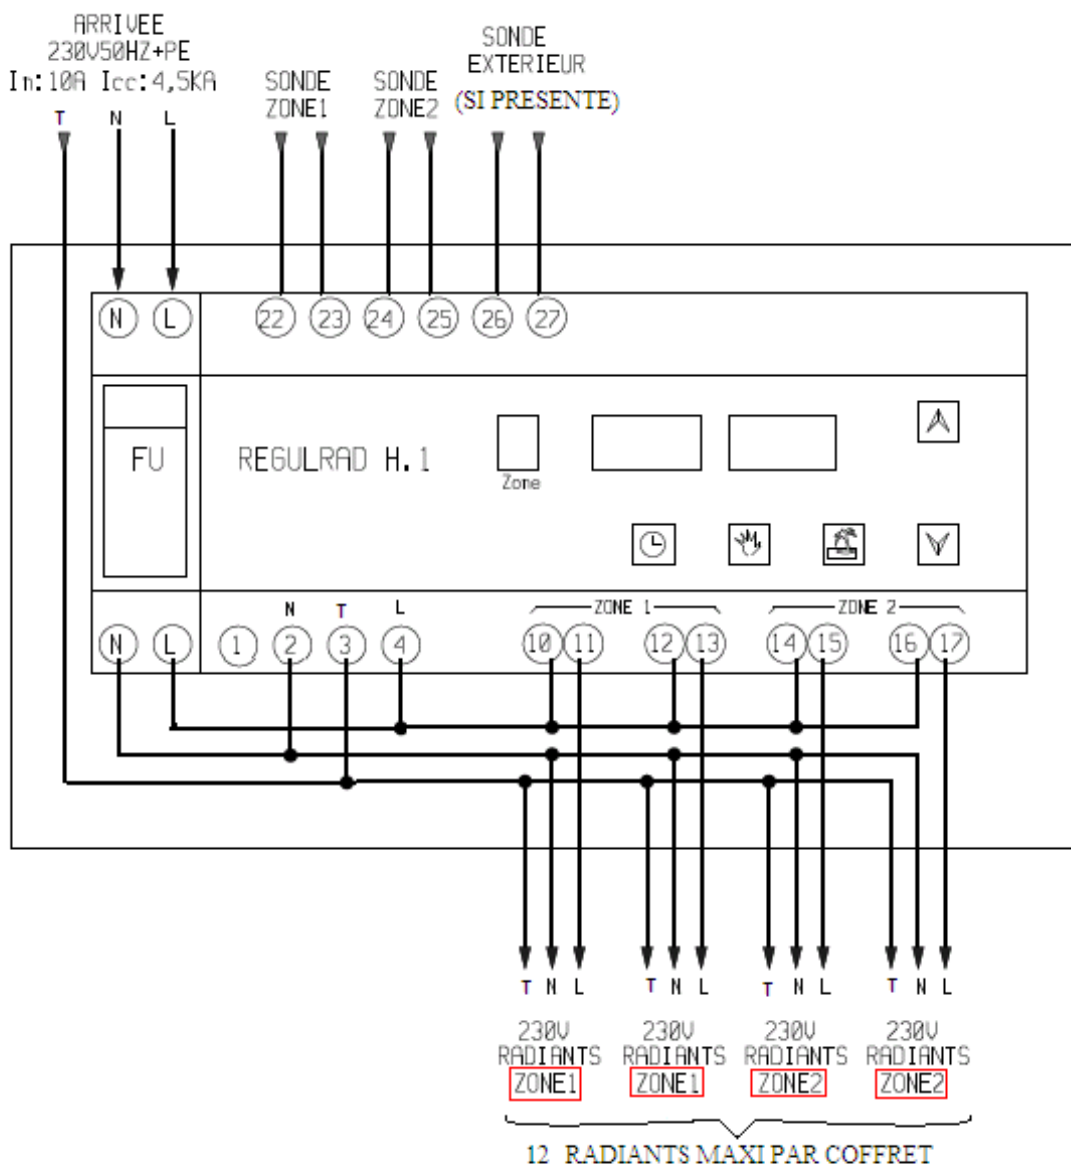 ARRIVEE
230V50HZ+PE
In:10A Icc:4,5KA
T N L
SONDE
ZONE1
SONDE
ZONE2
SONDE
EXTERIEUR
(SI PRESENTE)
N L 22 23 24 25 26 27
FU
REGULRAD H.1
Zone
N T L
ZONE 1
ZONE 2
N L 1 2 3 4 10 11 12 13 14 15 16 17
T N L T N L T N L T N L
230V
RADIANTS
ZONE1
230V
RADIANTS
ZONE1
230V
RADIANTS
ZONE2
230V
RADIANTS
ZONE2
12 RADIANTS MAXI PAR COFFRET